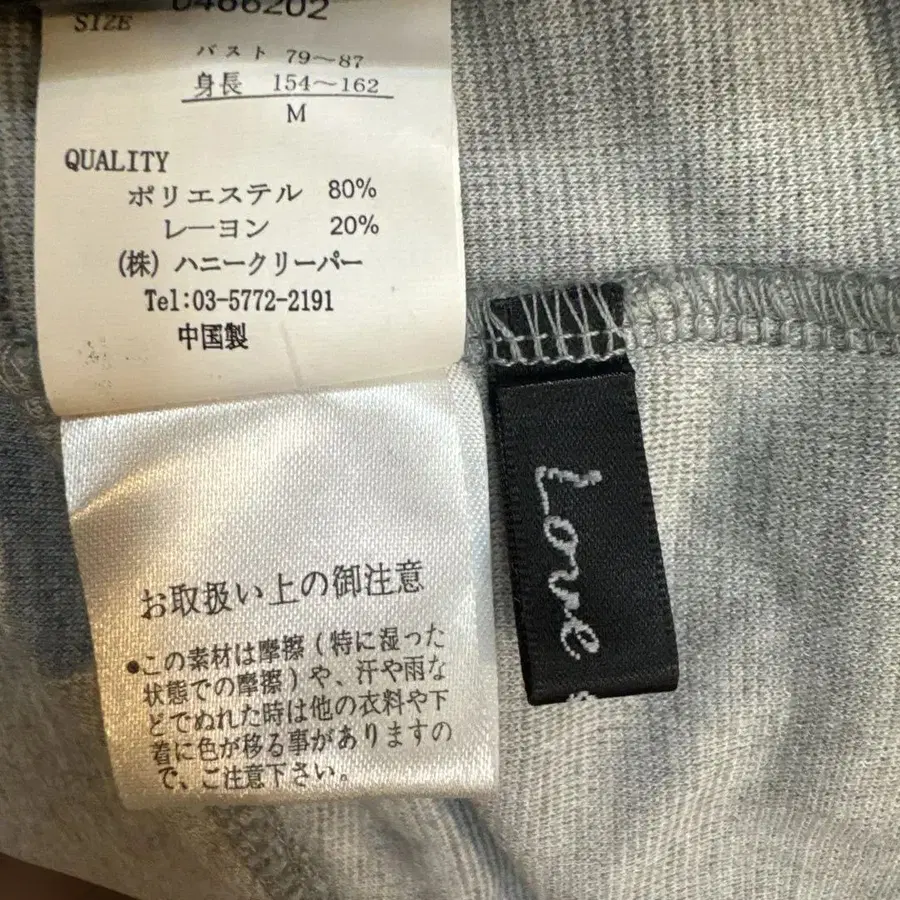 SIZE 0486202
バスト 79～87
身長 154～162
M
QUALITY
ポリエステル 80%
レーヨン 20%
(株) ハニークリーパー
Tel:03-5772-2191
中国製
お取扱い上の御注意
●この素材は摩擦(特に湿った
状態での摩擦)や、汗や雨な
どでぬれた時は他の衣料や下
着に色が移る事がありますの
で、ご注意下さい。
Love